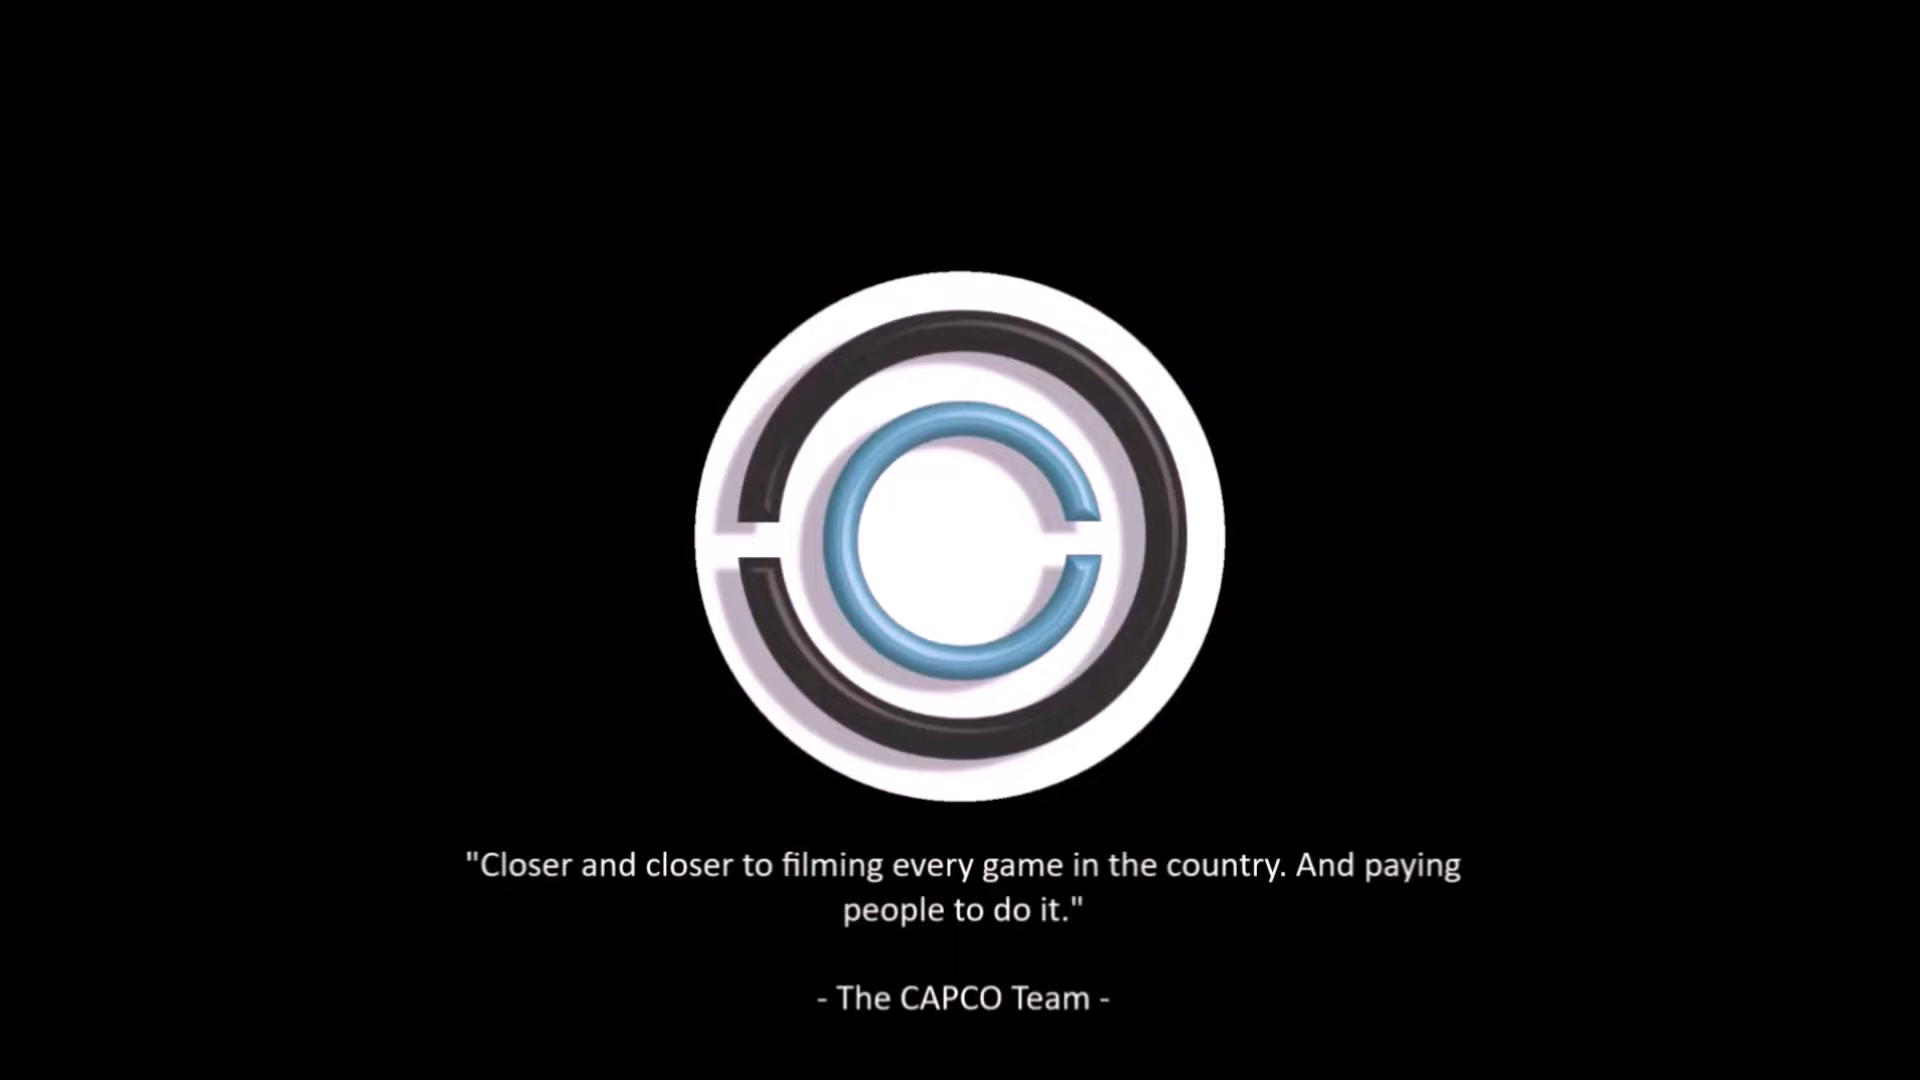 "Closer and closer to filming every game in the country. And paying
people to do it."
- The CAPCO Team -